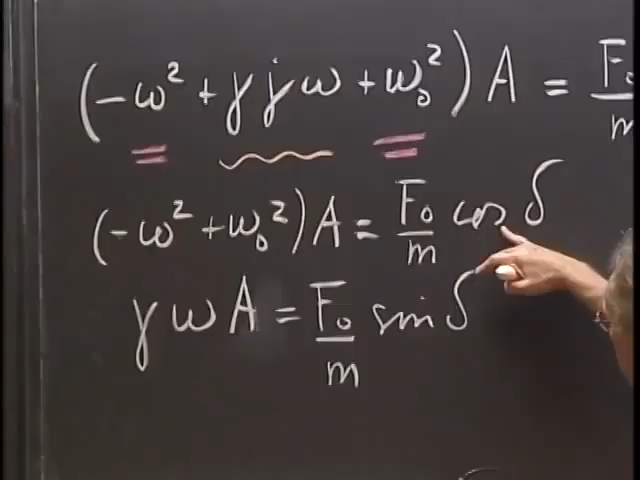 (-ω² + γjω + ω₀²) A = F₀/m
(-ω² + ω₀²) A = F₀/m cos δ
γωA = F₀/m sin δ